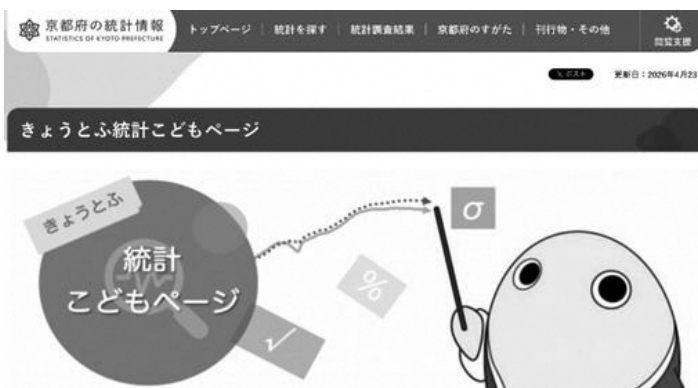 京都府の統計情報
STATISTICS OF KYOTO PREFECTURE
トップページ | 統計を探す | 統計調査結果 | 京都府のすがた | 刊行物・その他
閲覧支援
X ポスト 更新日:2026年4月23
きょうとふ統計こどもページ
きょうとふ
統計
こどもページ
σ
%
√